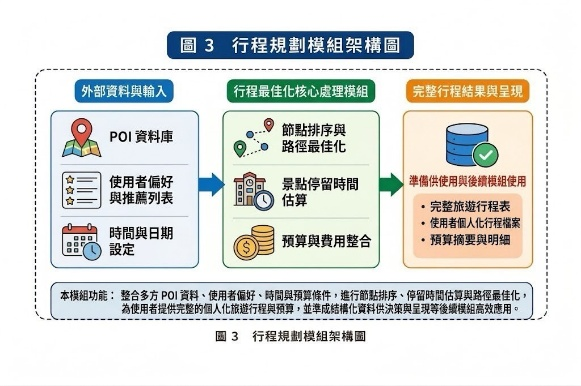 圖 3 行程規劃模組架構圖
外部資料與輸入
POI 資料庫
使用者偏好
與推薦列表
時間與日期
設定
行程最佳化核心處理模組
節點排序與
路徑最佳化
景點停留時間
估算
預算與費用整合
完整行程結果與呈現
準備供使用與後續模組使用
• 完整旅遊行程表
• 使用者個人化行程檔案
• 預算摘要與明細
本模組功能： 整合多方 POI 資料、使用者偏好、時間與預算條件，進行節點排序、停留時間估算與路徑最佳化，
為使用者提供完整的個人化旅遊行程與預算，並準成結構化資料供決策與呈現等後續模組高效應用。
圖 3 行程規劃模組架構圖